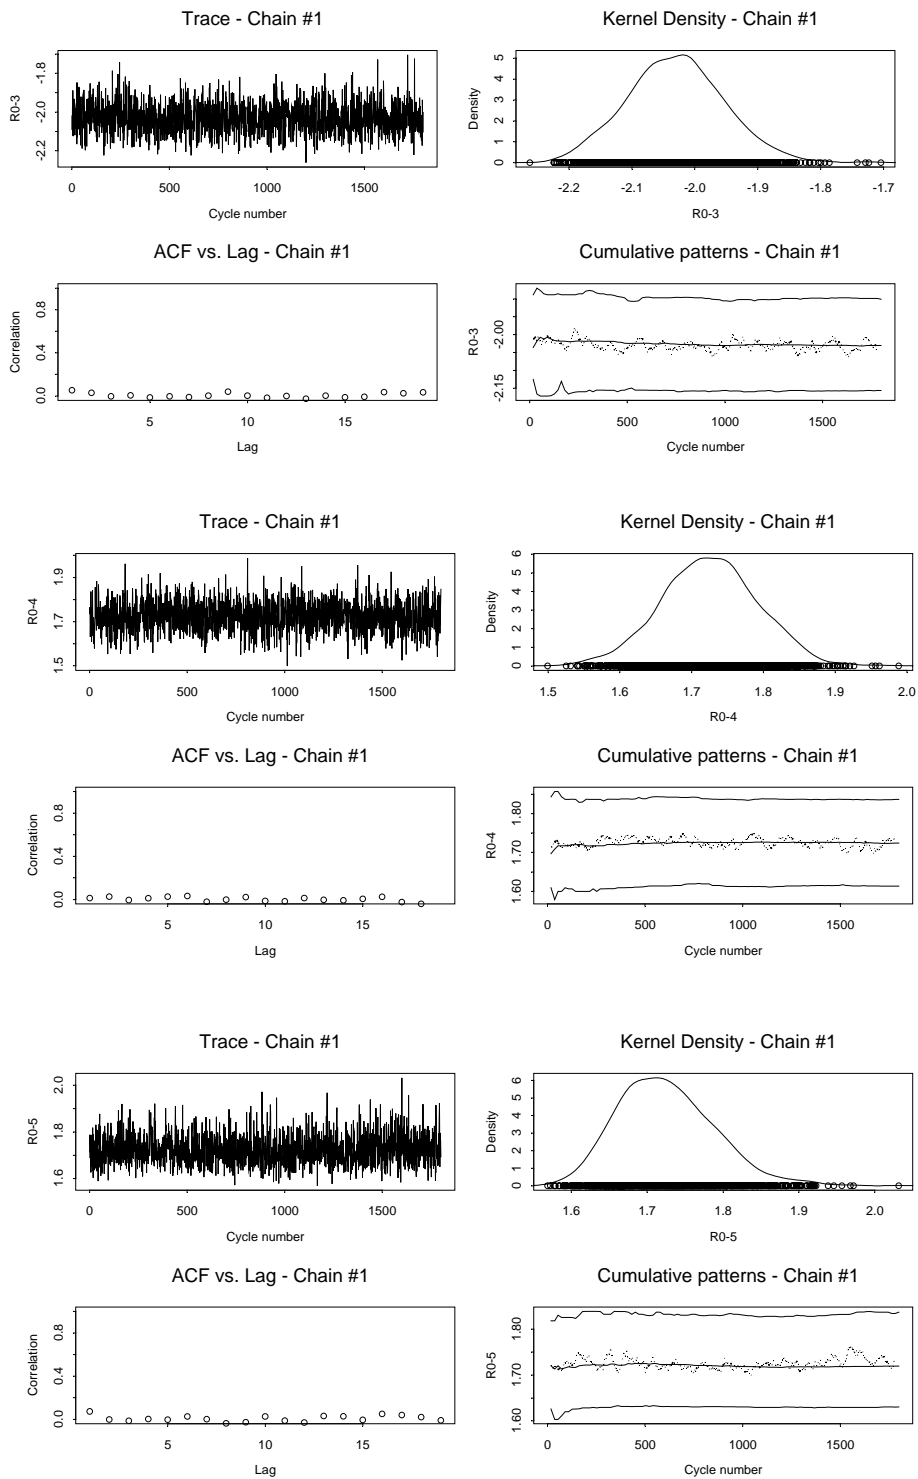 Trace - Chain #1
R0-3
-1.8
-2.0
-2.2
0 500 1000 1500
Cycle number
Kernel Density - Chain #1
Density
5
4
3
2
1
0
-2.2 -2.1 -2.0 -1.9 -1.8 -1.7
R0-3
ACF vs. Lag - Chain #1
Correlation
0.8
0.4
0.0
5 10 15
Lag
Cumulative patterns - Chain #1
R0-3
-2.00
-2.15
0 500 1000 1500
Cycle number
Trace - Chain #1
R0-4
1.9
1.7
1.5
0 500 1000 1500
Cycle number
Kernel Density - Chain #1
Density
6
5
4
3
2
1
0
1.5 1.6 1.7 1.8 1.9 2.0
R0-4
ACF vs. Lag - Chain #1
Correlation
0.8
0.4
0.0
5 10 15
Lag
Cumulative patterns - Chain #1
R0-4
1.80
1.70
1.60
0 500 1000 1500
Cycle number
Trace - Chain #1
R0-5
2.0
1.8
1.6
0 500 1000 1500
Cycle number
Kernel Density - Chain #1
Density
6
5
4
3
2
1
0
1.6 1.7 1.8 1.9 2.0
R0-5
ACF vs. Lag - Chain #1
Correlation
0.8
0.4
0.0
5 10 15
Lag
Cumulative patterns - Chain #1
R0-5
1.80
1.70
1.60
0 500 1000 1500
Cycle number